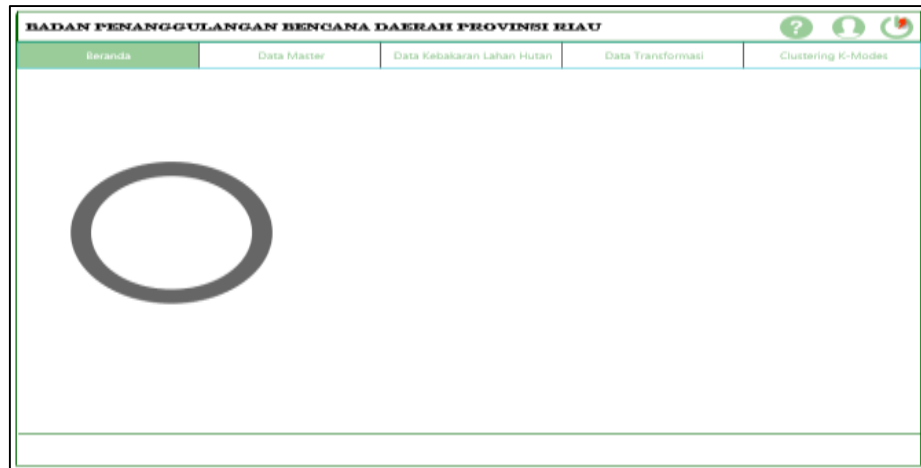 BADAN PENANGGULANGAN BENCANA DAERAH PROVINSI RIAU
?
Beranda Data Master Data Kebakaran Lahan Hutan Data Transformasi Clustering K-Modes